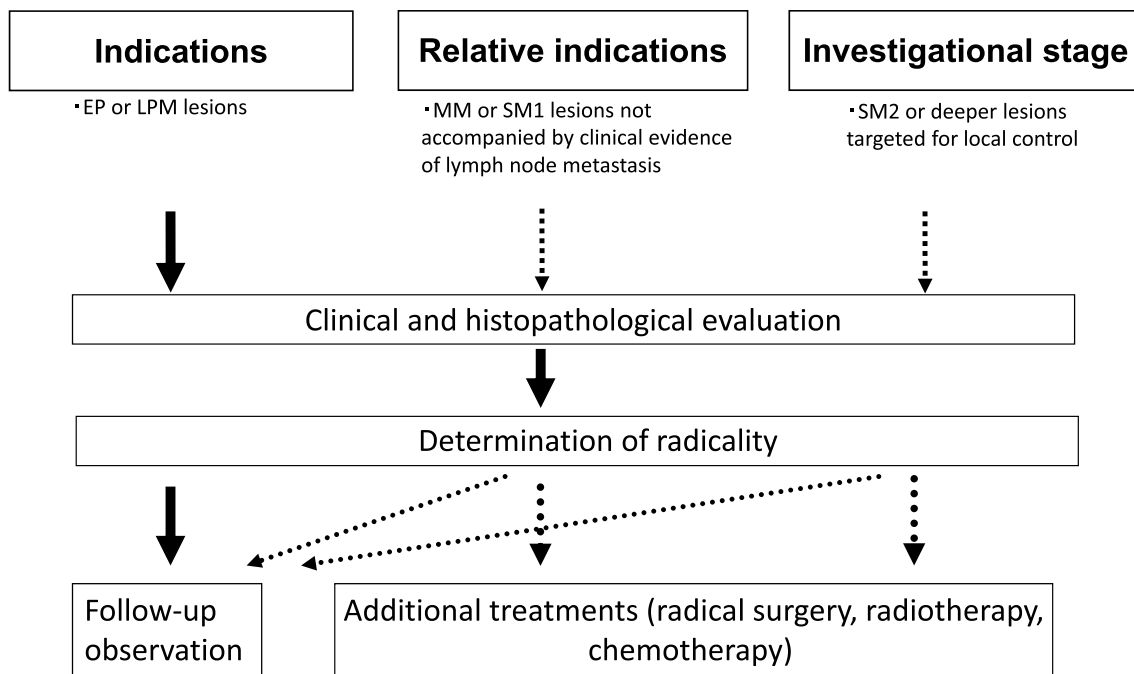 Indications
Relative indications
Investigational stage
▪EP or LPM lesions
▪MM or SM1 lesions not
accompanied by clinical evidence
of lymph node metastasis
▪SM2 or deeper lesions
targeted for local control
Clinical and histopathological evaluation
Determination of radicality
Follow-up
observation
Additional treatments (radical surgery, radiotherapy,
chemotherapy)